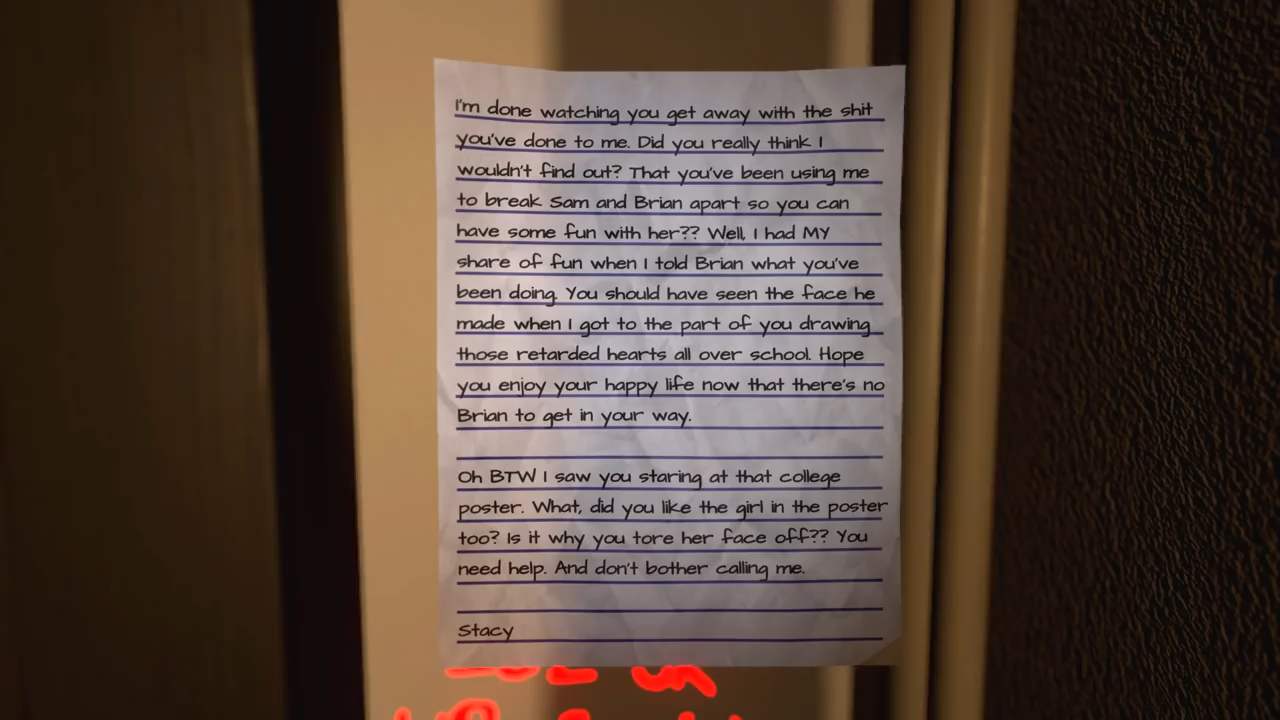 I'm done watching you get away with the shit
you've done to me. Did you really think I
wouldn't find out? That you've been using me
to break Sam and Brian apart so you can
have some fun with her?? Well, I had MY
share of fun when I told Brian what you've
been doing. You should have seen the face he
made when I got to the part of you drawing
those retarded hearts all over school. Hope
you enjoy your happy life now that there's no
Brian to get in your way.
Oh BTW I saw you staring at that college
poster. What, did you like the girl in the poster
too? Is it why you tore her face off?? You
need help. And don't bother calling me.
Stacy